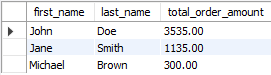 first_name last_name total_order_amount
John Doe 3535.00
Jane Smith 1135.00
Michael Brown 300.00